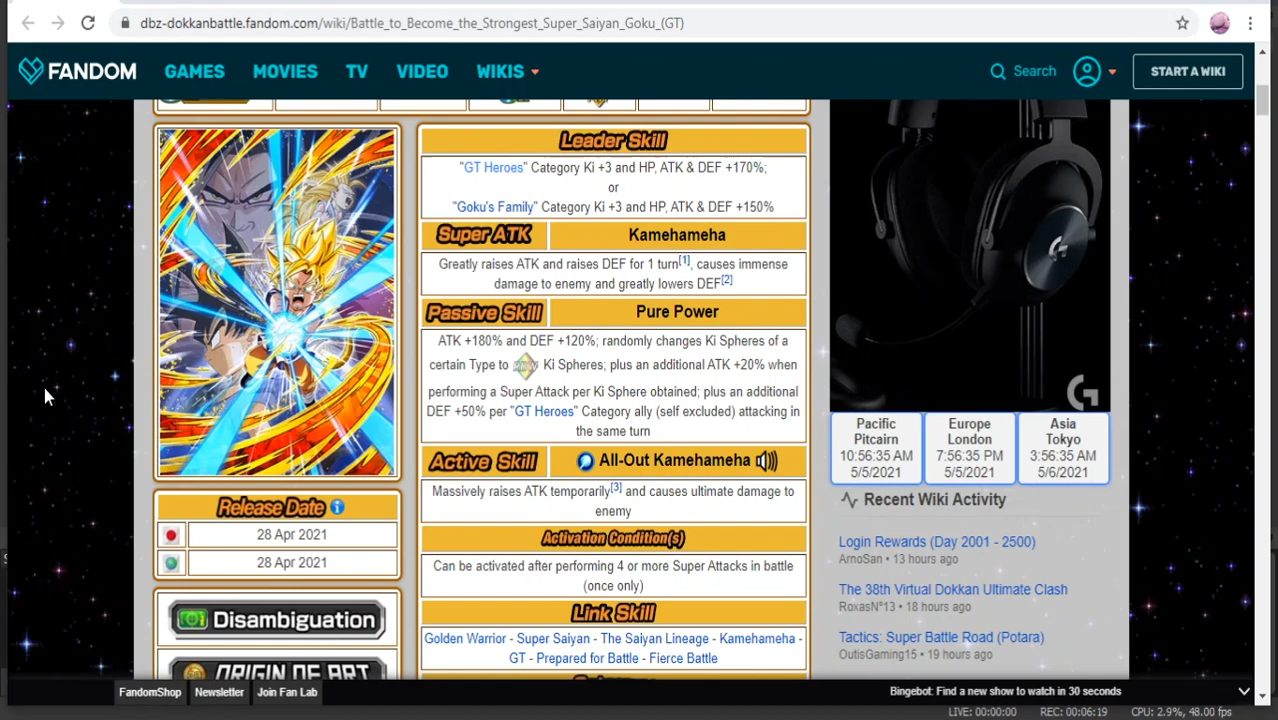 dbz-dokkanbattle.fandom.com/wiki/Battle_to_Become_the_Strongest_Super_Saiyan_Goku_(GT)
FANDOM GAMES MOVIES TV VIDEO WIKIS Search START A WIKI
Leader Skill
"GT Heroes" Category Ki +3 and HP, ATK & DEF +170%;
or
"Goku's Family" Category Ki +3 and HP, ATK & DEF +150%
Super ATK Kamehameha
Greatly raises ATK and raises DEF for 1 turn[1], causes immense
damage to enemy and greatly lowers DEF[2]
Passive Skill Pure Power
ATK +180% and DEF +120%; randomly changes Ki Spheres of a
certain Type to Ki Spheres; plus an additional ATK +20% when
performing a Super Attack per Ki Sphere obtained; plus an additional
DEF +50% per "GT Heroes" Category ally (self excluded) attacking in
the same turn
Active Skill All-Out Kamehameha
Massively raises ATK temporarily[3] and causes ultimate damage to
enemy
Activation Condition(s)
Can be activated after performing 4 or more Super Attacks in battle
(once only)
Link Skill
Golden Warrior - Super Saiyan - The Saiyan Lineage - Kamehameha -
GT - Prepared for Battle - Fierce Battle
Release Date
28 Apr 2021
28 Apr 2021
Disambiguation
ORIGIN OF ART
G
Pacific
Pitcairn
10:56:35 AM
5/5/2021
Europe
London
7:56:35 PM
5/5/2021
Asia
Tokyo
3:56:35 AM
5/6/2021
Recent Wiki Activity
Login Rewards (Day 2001 - 2500)
ArnoSan • 13 hours ago
The 38th Virtual Dokkan Ultimate Clash
RoxasN°13 • 18 hours ago
Tactics: Super Battle Road (Potara)
OutisGaming15 • 19 hours ago
FandomShop Newsletter Join Fan Lab Bingebot: Find a new show to watch in 30 seconds
LIVE: 00:00:00 REC: 00:06:19 CPU: 2.9%, 48.00 fps